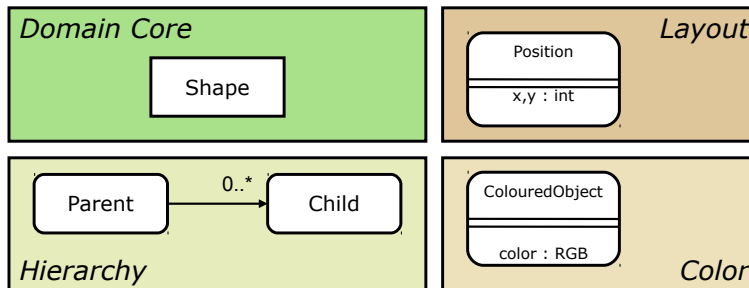 Domain Core
Shape
Layout
Position
x,y : int
Parent
0..*
Child
Hierarchy
ColouredObject
color : RGB
Color